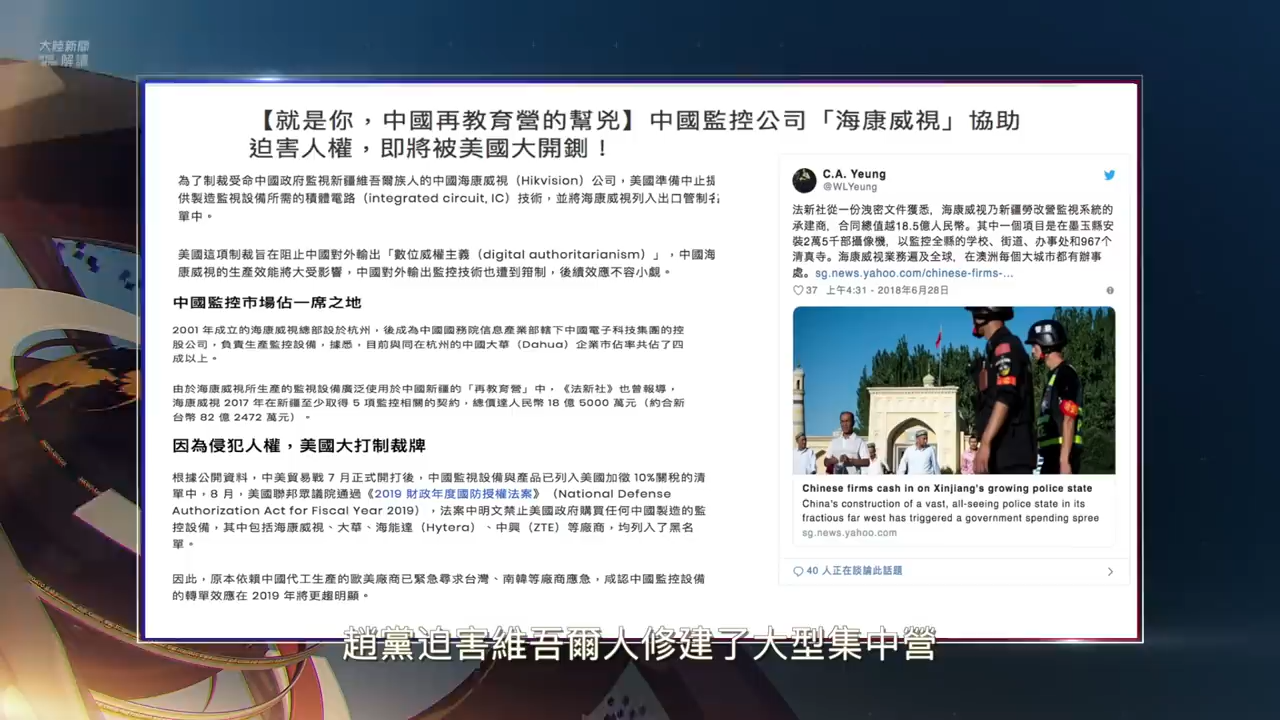 大陸新聞
解讀
【就是你，中國再教育營的幫兇】中國監控公司「海康威視」協助
迫害人權，即將被美國大開鍘！
為了制裁受命中國政府監視新疆維吾爾族人的中國海康威視（Hikvision）公司，美國準備中止提
供製造監視設備所需的積體電路（integrated circuit, IC）技術，並將海康威視列入出口管制名
單中。
美國這項制裁旨在阻止中國對外輸出「數位威權主義（digital authoritarianism）」，中國海
康威視的生產效能將大受影響，中國對外輸出監控技術也遭到箝制，後續效應不容小覷。
中國監控市場佔一席之地
2001 年成立的海康威視總部設於杭州，後成為中國國務院信息產業部轄下中國電子科技集團的控
股公司，負責生產監控設備，據悉，目前與同在杭州的中國大華（Dahua）企業市佔率共佔了四
成以上。
由於海康威視所生產的監視設備廣泛使用於中國新疆的「再教育營」中，《法新社》也曾報導，
海康威視 2017 年在新疆至少取得 5 項監控相關的契約，總價達人民幣 18 億 5000 萬元（約合新
台幣 82 億 2472 萬元）。
因為侵犯人權，美國大打制裁牌
根據公開資料，中美貿易戰 7 月正式開打後，中國監視設備與產品已列入美國加徵 10%關稅的清
單中，8 月，美國聯邦眾議院通過《2019 財政年度國防授權法案》（National Defense
Authorization Act for Fiscal Year 2019），法案中明文禁止美國政府購買任何中國製造的監
控設備，其中包括海康威視、大華、海能達（Hytera）、中興（ZTE）等廠商，均列入了黑名
單。
因此，原本依賴中國代工生產的歐美廠商已緊急尋求台灣、南韓等廠商應急，咸認中國監控設備
的轉單效應在 2019 年將更趨明顯。
C.A. Yeung
@WLYeung
法新社從一份洩密文件獲悉，海康威視乃新疆勞改營監視系統的
承建商，合同總值越18.5億人民幣。其中一個項目是在墨玉縣安
裝2萬5千部攝像機，以監控全縣的学校、街道、办事处和967个
清真寺。海康威視業務遍及全球，在澳洲每個大城市都有辦事
處。sg.news.yahoo.com/chinese-firms-…
37 上午4:31 - 2018年6月28日
Chinese firms cash in on Xinjiang's growing police state
China's construction of a vast, all-seeing police state in its
fractious far west has triggered a government spending spree
sg.news.yahoo.com
40 人正在談論此話題
趙黨迫害維吾爾人修建了大型集中營